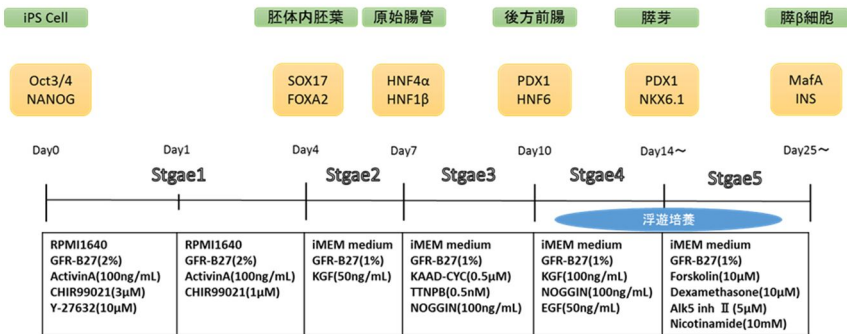 iPS Cell
胚体内胚葉
原始腸管
後方前腸
膵芽
膵β細胞
Oct3/4
NANOG
SOX17
FOXA2
HNF4α
HNF1β
PDX1
HNF6
PDX1
NKX6.1
MafA
INS
Day0
Day1
Day4
Day7
Day10
Day14～
Day25～
Stgae1
Stgae2
Stgae3
Stgae4
Stgae5
浮遊培養
RPMI1640
GFR-B27(2%)
ActivinA(100ng/mL)
CHIR99021(3μM)
Y-27632(10μM)
RPMI1640
GFR-B27(2%)
ActivinA(100ng/mL)
CHIR99021(1μM)
iMEM medium
GFR-B27(1%)
KGF(50ng/mL)
iMEM medium
GFR-B27(1%)
KAAD-CYC(0.5μM)
TTNPB(0.5nM)
NOGGIN(100ng/mL)
iMEM medium
GFR-B27(1%)
KGF(100ng/mL)
NOGGIN(100ng/mL)
EGF(50ng/mL)
iMEM medium
GFR-B27(1%)
Forskolin(10μM)
Dexamethasone(10μM)
Alk5 inh Ⅱ(5μM)
Nicotinamide(10mM)